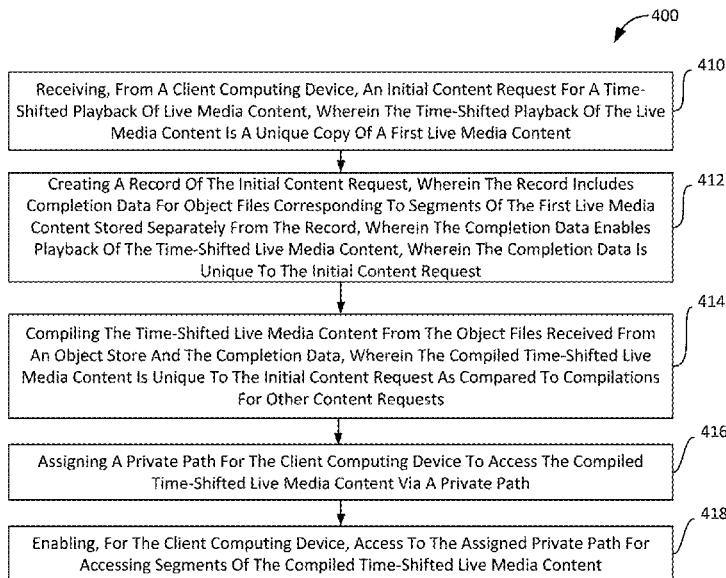 400
410
Receiving, From A Client Computing Device, An Initial Content Request For A Time-
Shifted Playback Of Live Media Content, Wherein The Time-Shifted Playback Of The Live
Media Content Is A Unique Copy Of A First Live Media Content
412
Creating A Record Of The Initial Content Request, Wherein The Record Includes
Completion Data For Object Files Corresponding To Segments Of The First Live Media
Content Stored Separately From The Record, Wherein The Completion Data Enables
Playback Of The Time-Shifted Live Media Content, Wherein The Completion Data Is
Unique To The Initial Content Request
414
Compiling The Time-Shifted Live Media Content From The Object Files Received From
An Object Store And The Completion Data, Wherein The Compiled Time-Shifted Live
Media Content Is Unique To The Initial Content Request As Compared To Compilations
For Other Content Requests
416
Assigning A Private Path For The Client Computing Device To Access The Compiled
Time-Shifted Live Media Content Via A Private Path
418
Enabling, For The Client Computing Device, Access To The Assigned Private Path For
Accessing Segments Of The Compiled Time-Shifted Live Media Content